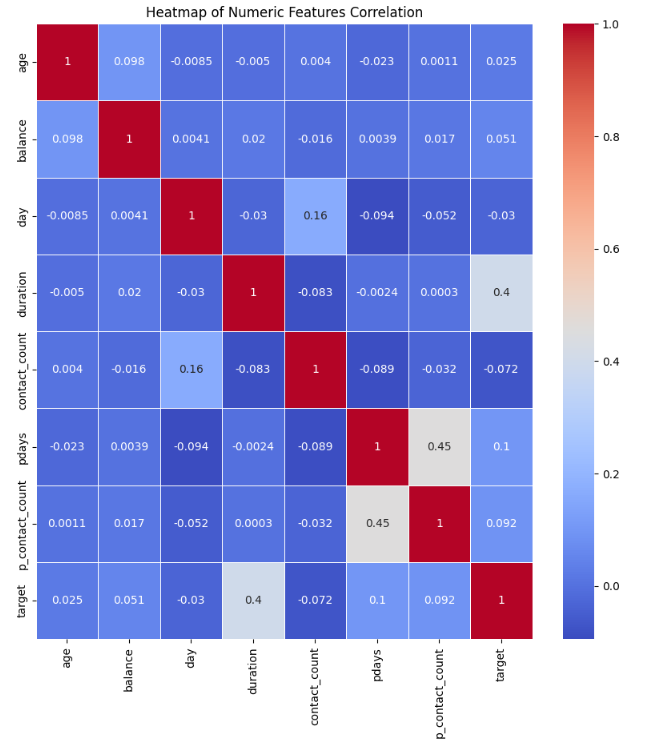 Heatmap of Numeric Features Correlation
age 1 0.098 -0.0085 -0.005 0.004 -0.023 0.0011 0.025
balance 0.098 1 0.0041 0.02 -0.016 0.0039 0.017 0.051
day -0.0085 0.0041 1 -0.03 0.16 -0.094 -0.052 -0.03
duration -0.005 0.02 -0.03 1 -0.083 -0.0024 0.0003 0.4
contact_count 0.004 -0.016 0.16 -0.083 1 -0.089 -0.032 -0.072
pdays -0.023 0.0039 -0.094 -0.0024 -0.089 1 0.45 0.1
p_contact_count 0.0011 0.017 -0.052 0.0003 -0.032 0.45 1 0.092
target 0.025 0.051 -0.03 0.4 -0.072 0.1 0.092 1
age balance day duration contact_count pdays p_contact_count target
1.0
0.8
0.6
0.4
0.2
0.0